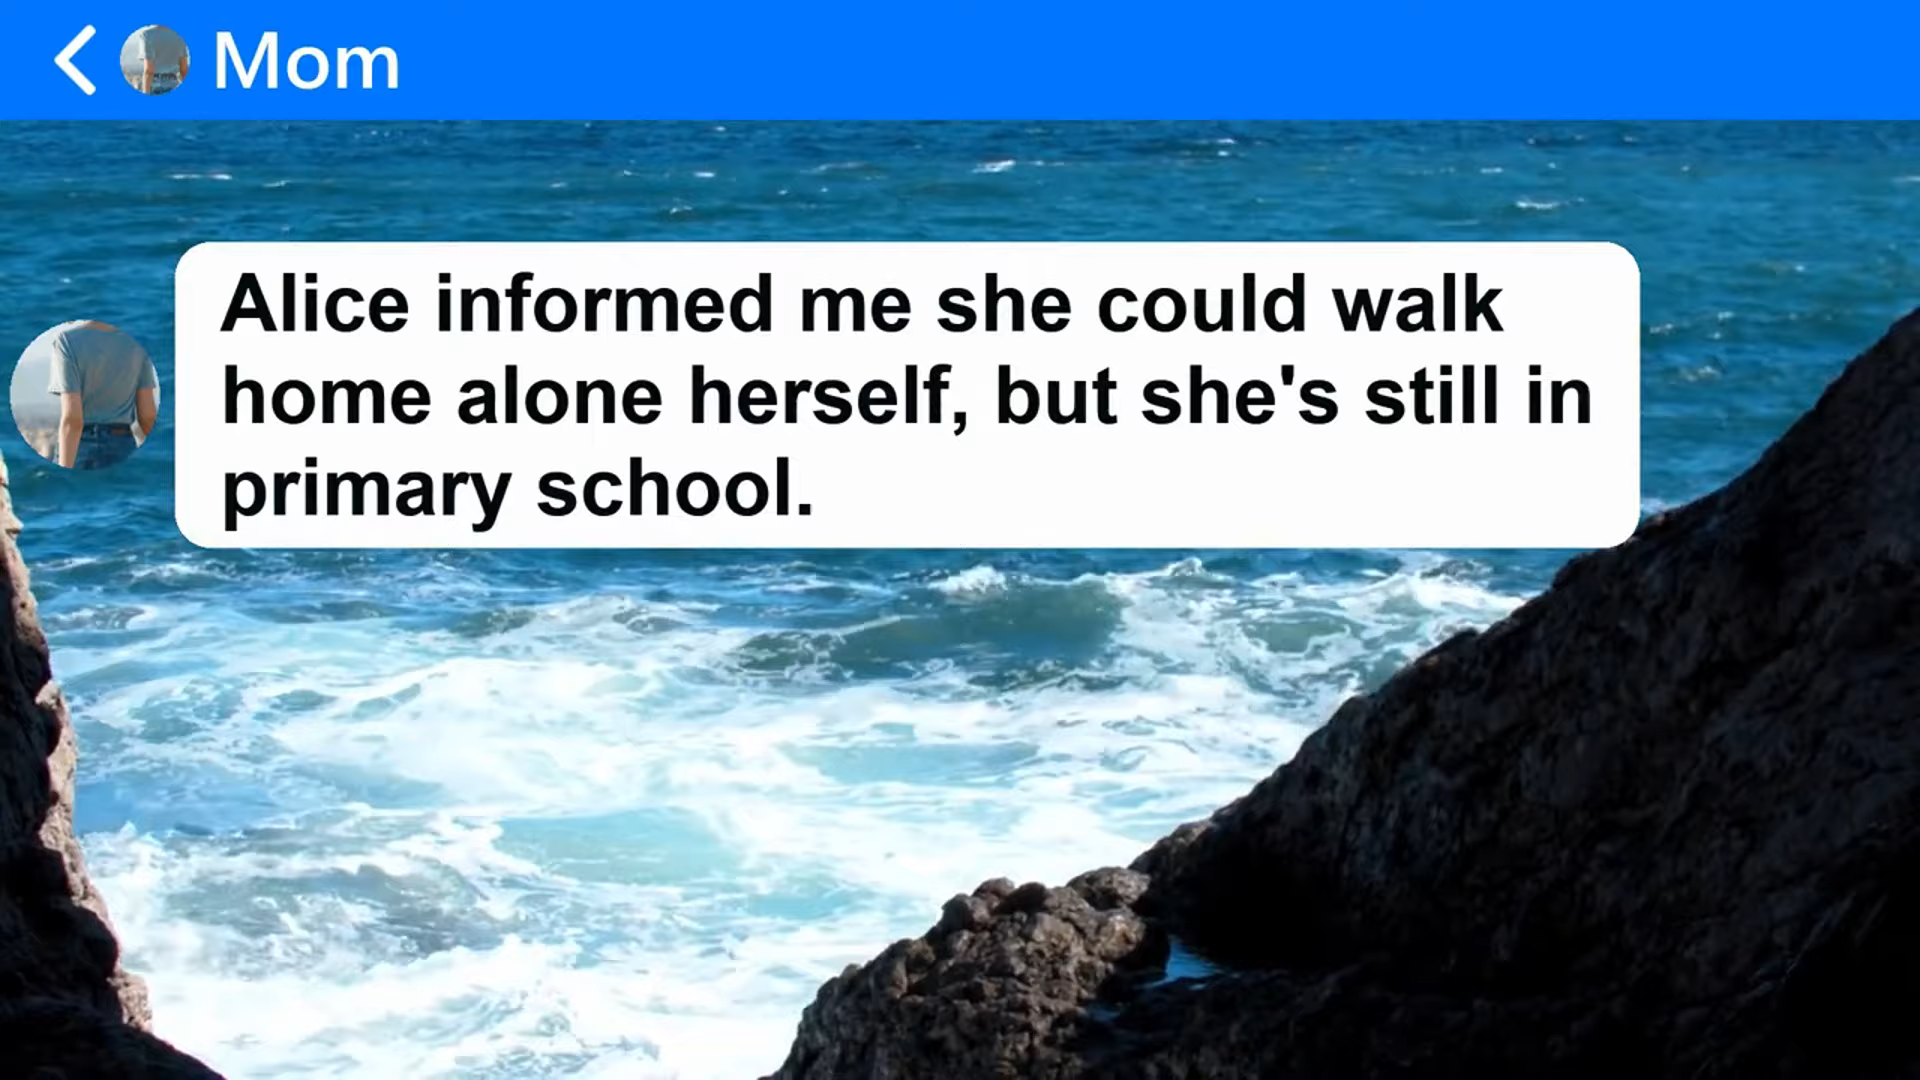 Mom
Alice informed me she could walk
home alone herself, but she's still in
primary school.